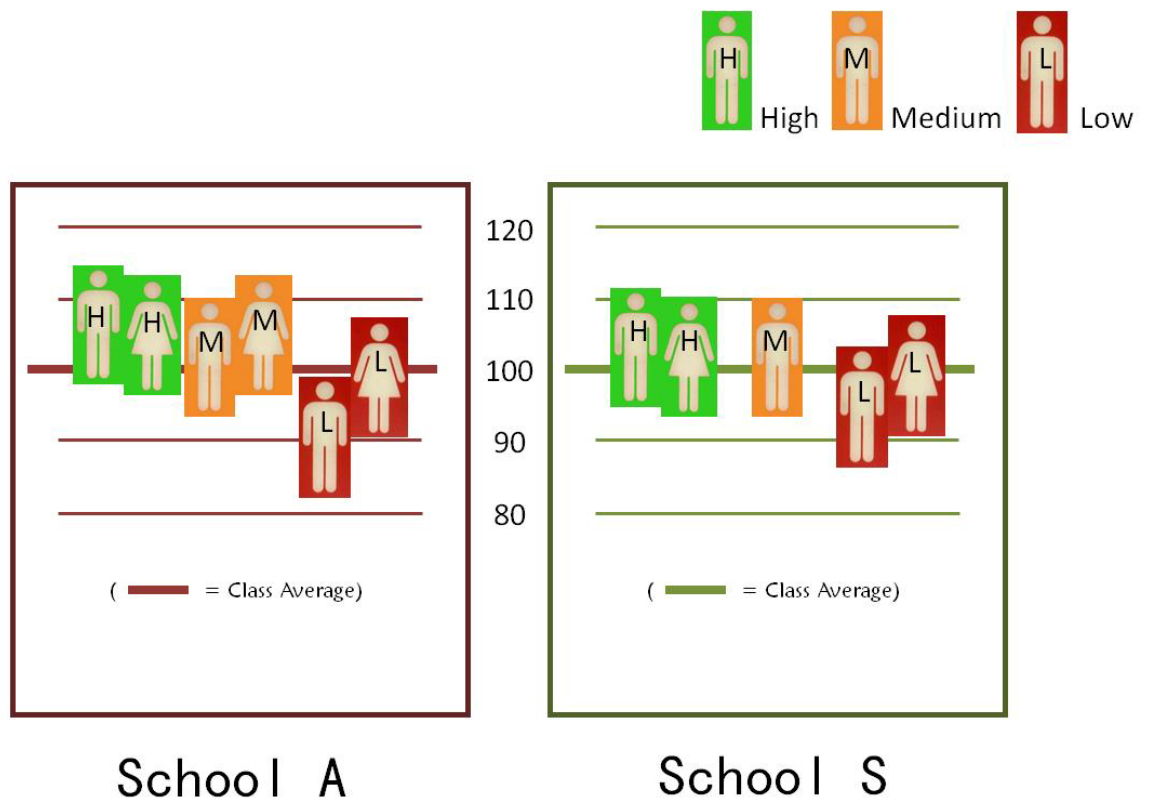 H M L
High Medium Low
120
110
100
90
80
H H M M L L
H H M L L
( = Class Average)
( = Class Average)
School A
School S